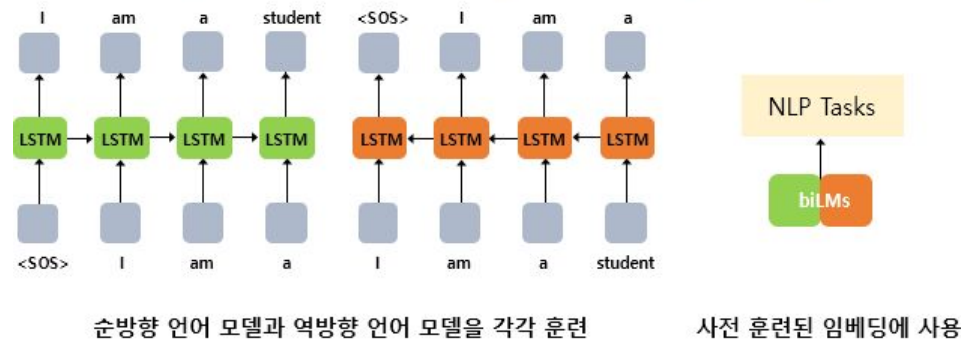 I am a student <SOS> I am a
NLP Tasks
LSTM LSTM LSTM LSTM LSTM LSTM LSTM LSTM
biLMs
<SOS> I am a I am a student
순방향 언어 모델과 역방향 언어 모델을 각각 훈련 사전 훈련된 임베딩에 사용